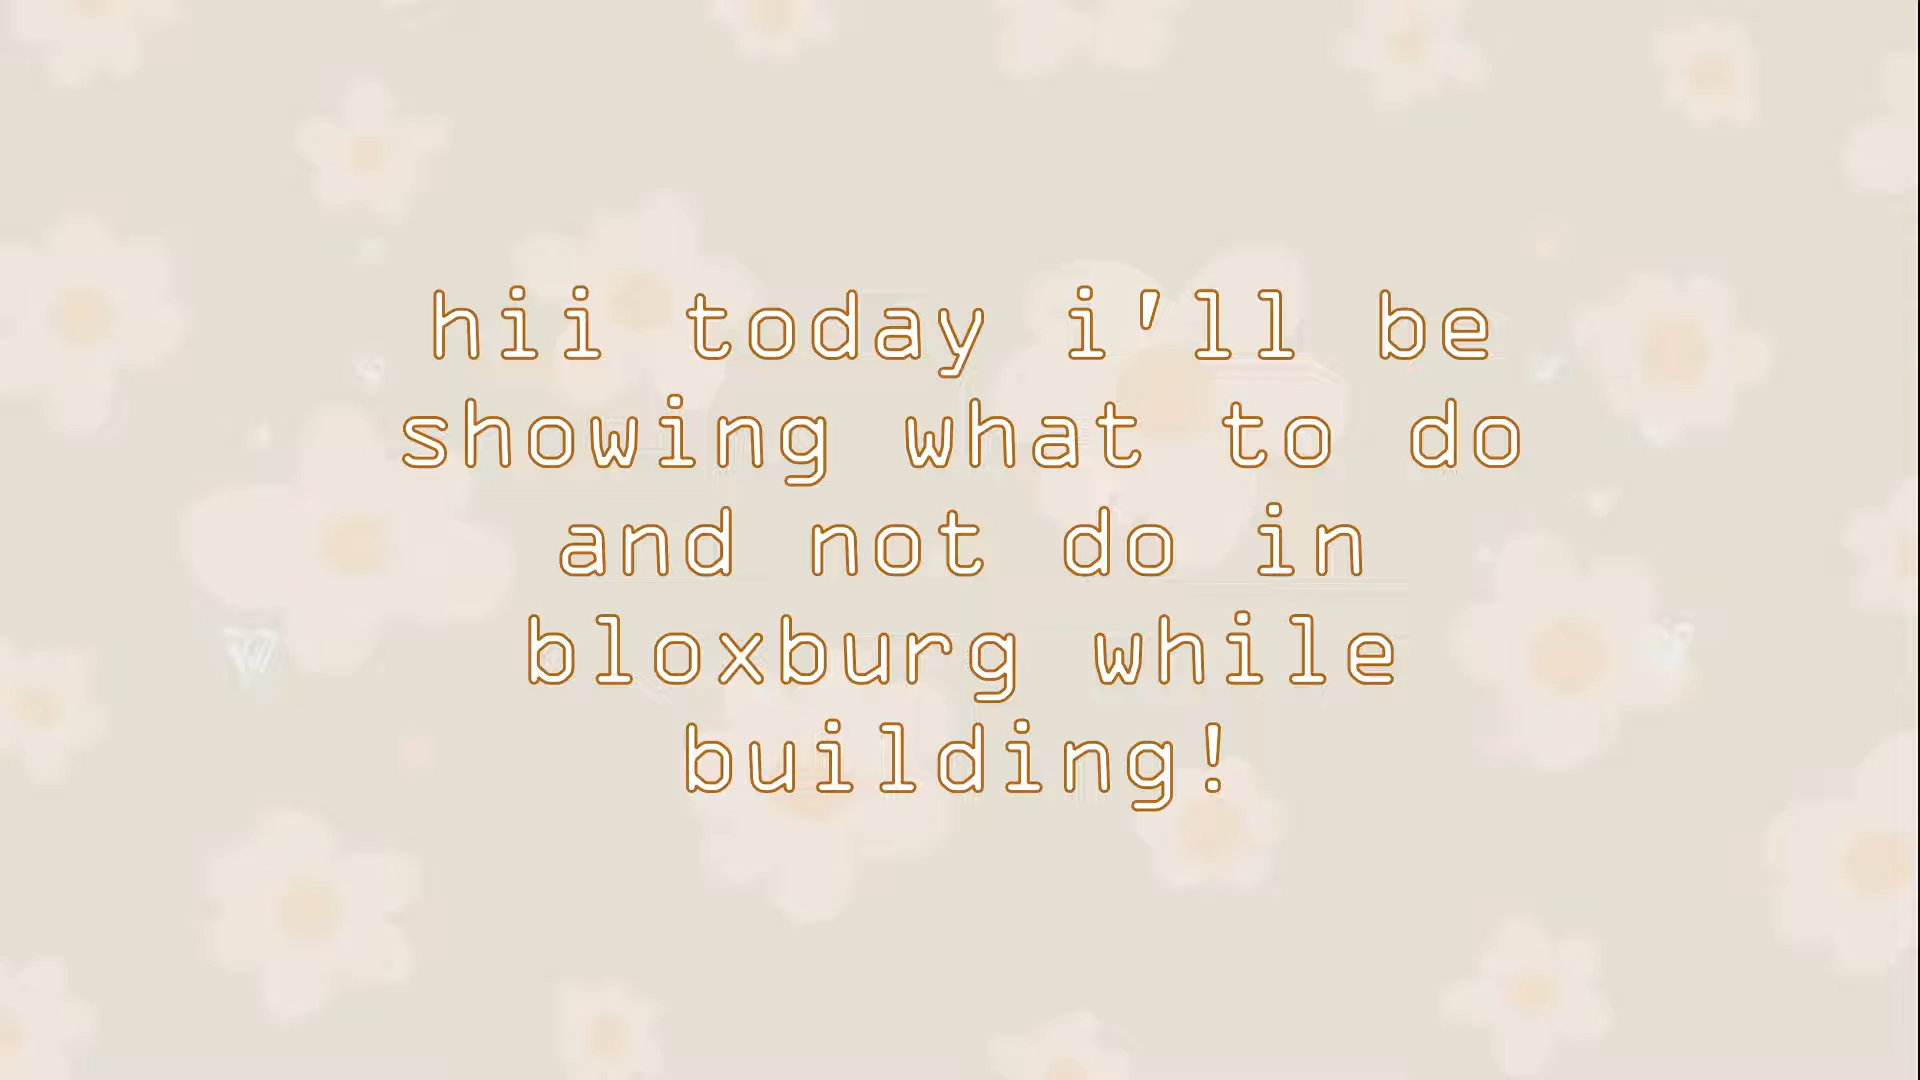 hii today i'll be
showing what to do
and not do in
bloxburg while
building!